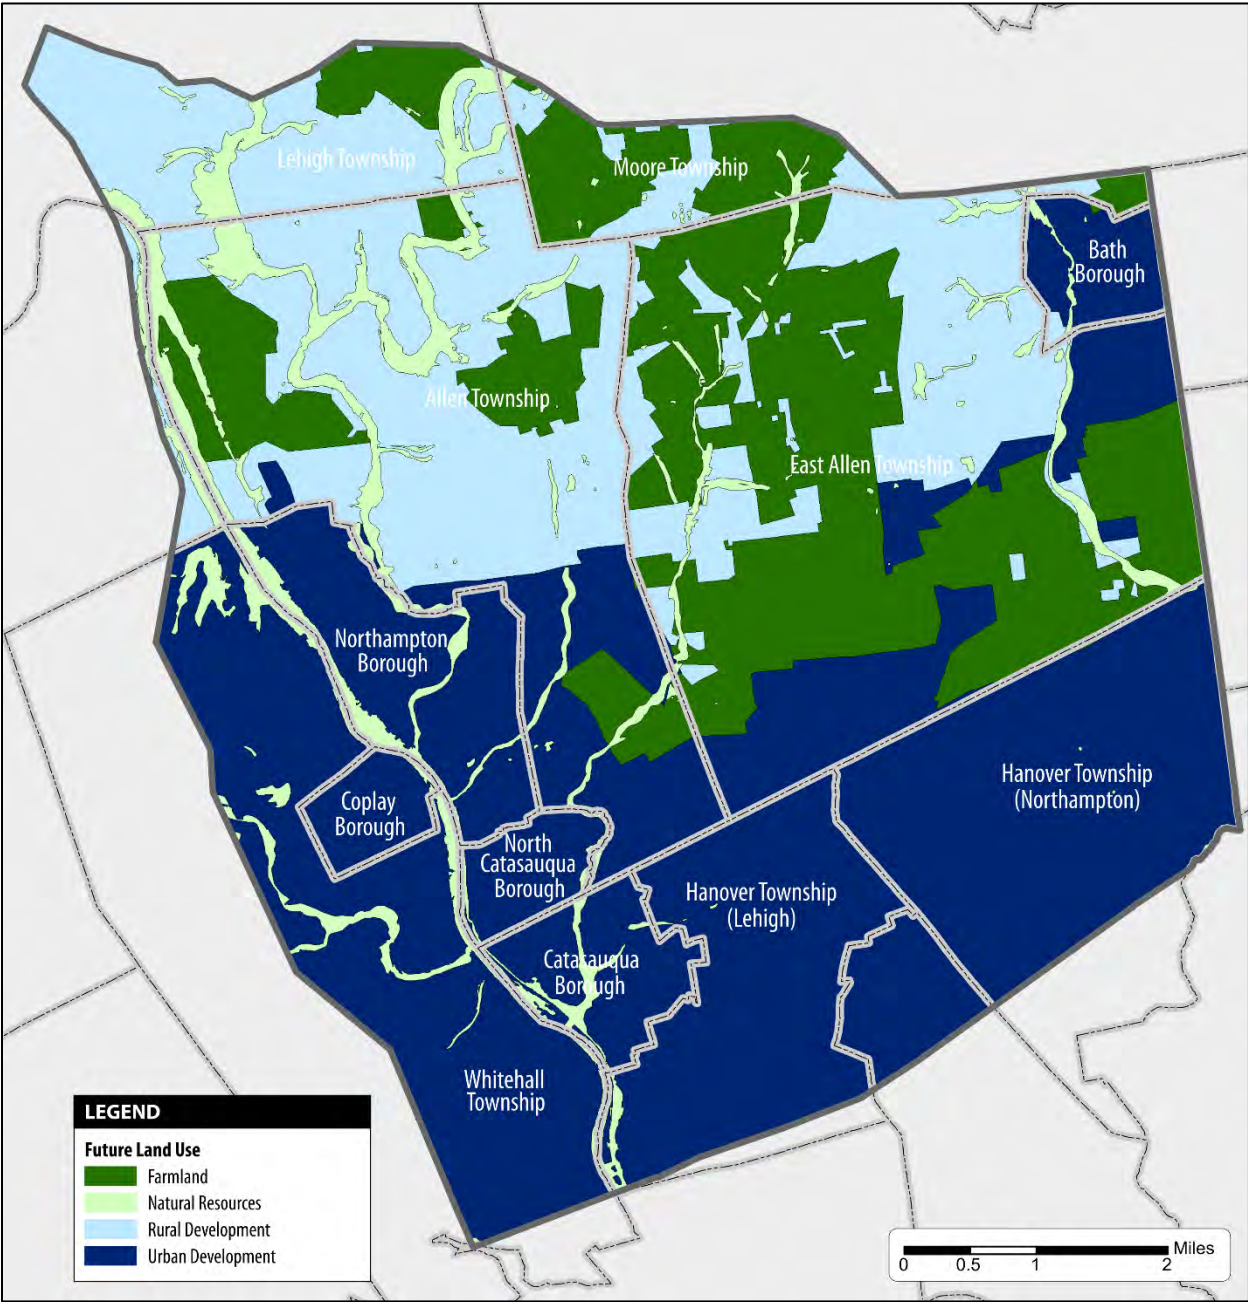 Lehigh Township
Moore Township
Bath
Borough
Allen Township
East Allen Township
Northampton
Borough
Hanover Township
(Northampton)
Coplay
Borough
North
Catasauqua
Borough
Hanover Township
(Lehigh)
Catasauqua
Borough
Whitehall
Township
LEGEND
Future Land Use
Farmland
Natural Resources
Rural Development
Urban Development
Miles
0 0.5 1 2